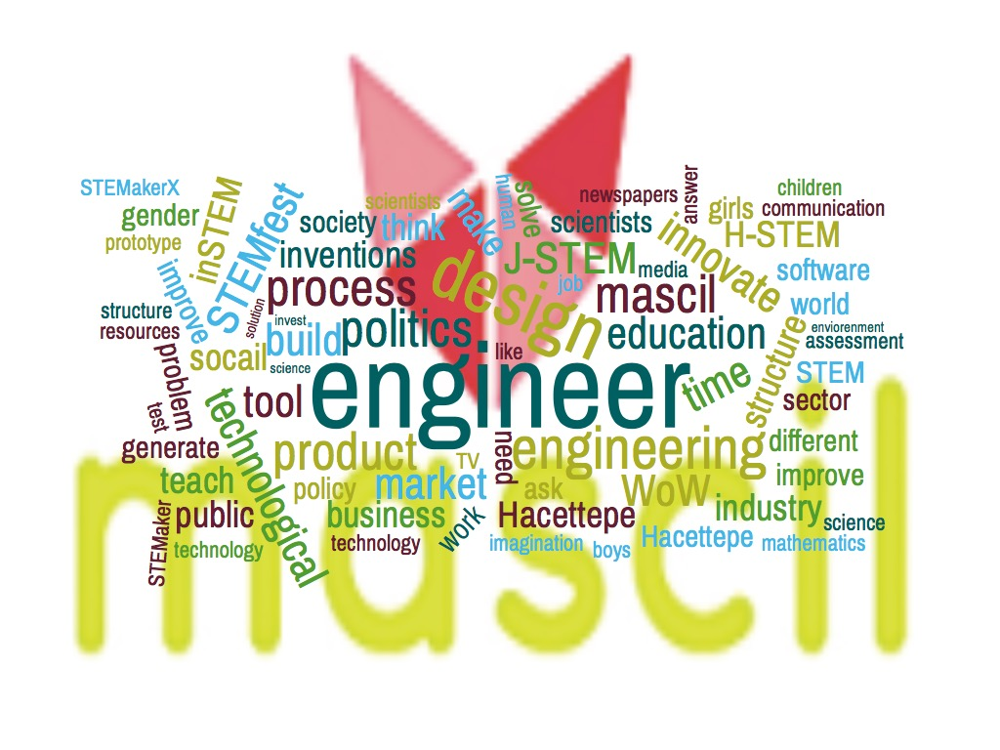 STEMakerX
gender
prototype
inSTEM
STEMfest
improve
solution
society
scientists
think
make
human
solve
scientists
newspapers
answer
girls
children
communication
H-STEM
innovate
software
world
inventions
process
design
J-STEM
media
job
mascil
structure
resources
invest
build
politics
like
education
structure
enviorenment
assessment
problem
socail
science
engineer
time
STEM
sector
test
tool
technological
generate
product
TV
need
engineering
different
teach
policy
market
ask
WoW
improve
STEMaker
public
business
work
Hacettepe
industry
science
technology
technology
imagination
boys
Hacettepe
mathematics
mascil